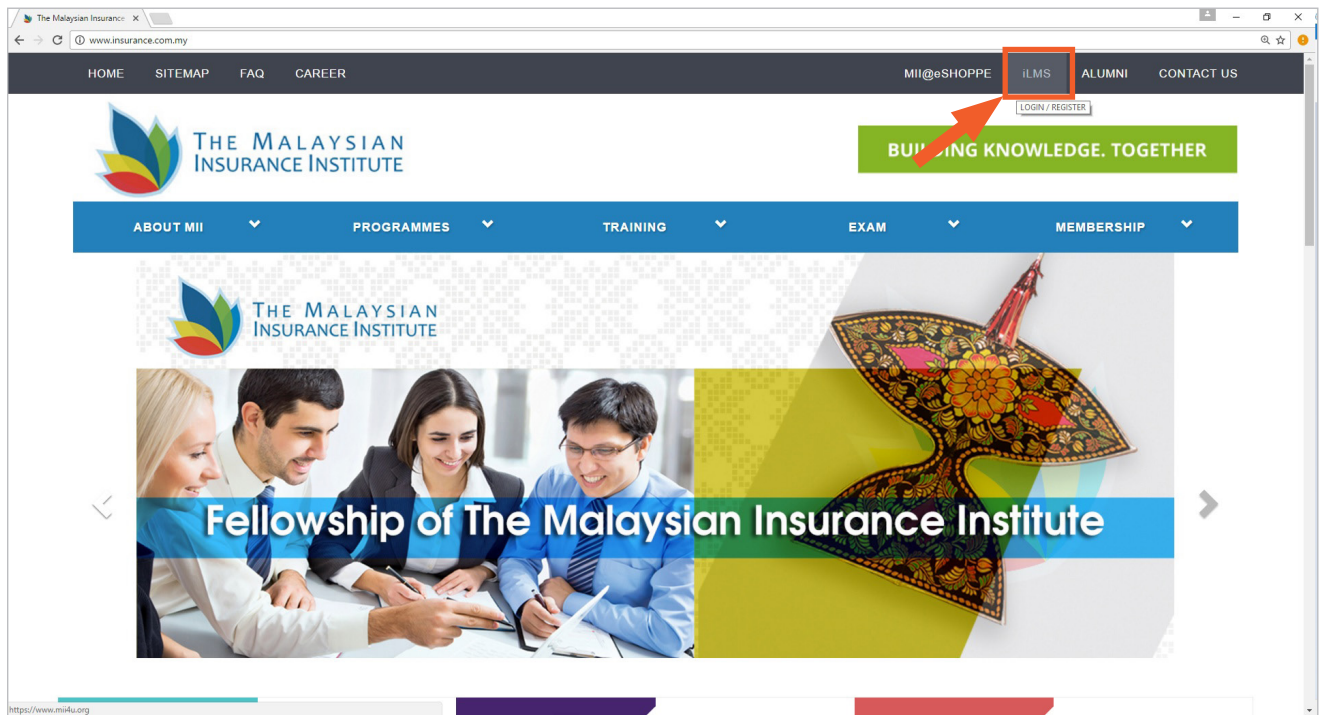 The Malaysian Insurance
www.insurance.com.my
HOME SITEMAP FAQ CAREER MII@eSHOPPE iLMS ALUMNI CONTACT US
LOGIN / REGISTER
THE MALAYSIAN
INSURANCE INSTITUTE
BUILDING KNOWLEDGE. TOGETHER
ABOUT MII PROGRAMMES TRAINING EXAM MEMBERSHIP
THE MALAYSIAN
INSURANCE INSTITUTE
Fellowship of The Malaysian Insurance Institute
https://www.mii4u.org